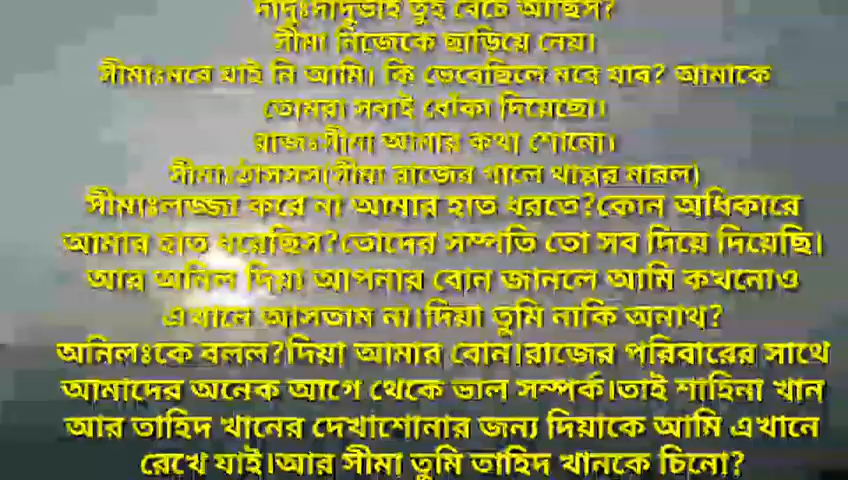 দাদুঃদাদুভাই তুই বেঁচে আছিস?
সীমা নিজেকে ছাড়িয়ে নেয়।
সীমাঃমরে যাই নি আমি। কি ভেবেছিলে মরে যাব? আমাকে
তোমরা সবাই ধোঁকা দিয়েছো।
রাজঃসীমা আমার কথা শোনো।
সীমাঃঠাসসস(সীমা রাজের গালে থাপ্পর মারল)
সীমাঃলজ্জা করে না আমার হাত ধরতে?কোন অধিকারে
আমার হাত ধরেছিস?তোদের সম্পতি তো সব দিয়ে দিয়েছি।
আর অনিল দিয়া আপনার বোন জানলে আমি কখনোও
এখানে আসতাম না।দিয়া তুমি নাকি অনাথ?
অনিলঃকে বলল?দিয়া আমার বোন।রাজের পরিবারের সাথে
আমাদের অনেক আগে থেকে ভাল সম্পর্ক।তাই শাহিনা খান
আর তাহিদ খানের দেখাশোনার জন্য দিয়াকে আমি এখানে
রেখে যাই।আর সীমা তুমি তাহিদ খানকে চিনো?